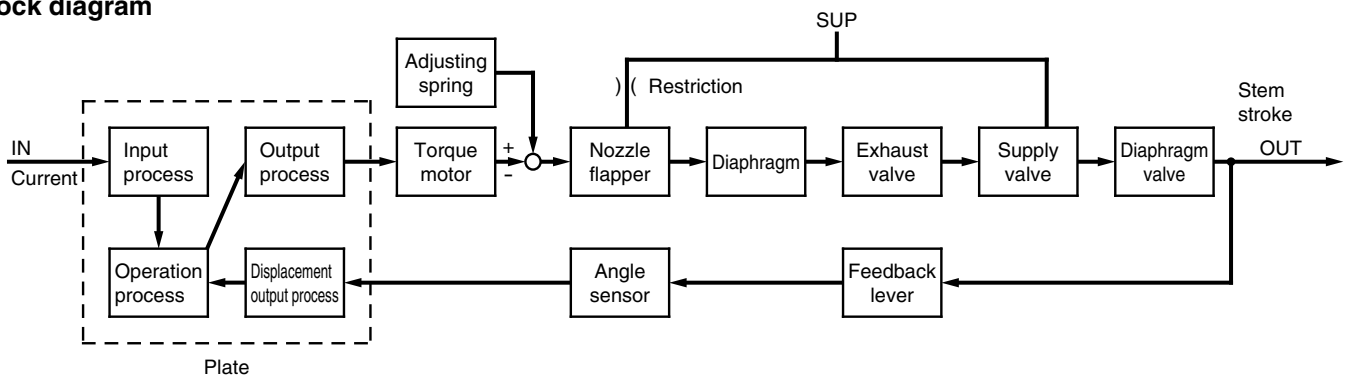 ock diagram
SUP
Adjusting
spring
) ( Restriction
Stem
stroke
IN
Current
Input
process
Output
process
Torque
motor
+
-
Nozzle
flapper
Diaphragm
Exhaust
valve
Supply
valve
Diaphragm
valve
OUT
Operation
process
Displacement
output process
Angle
sensor
Feedback
lever
Plate